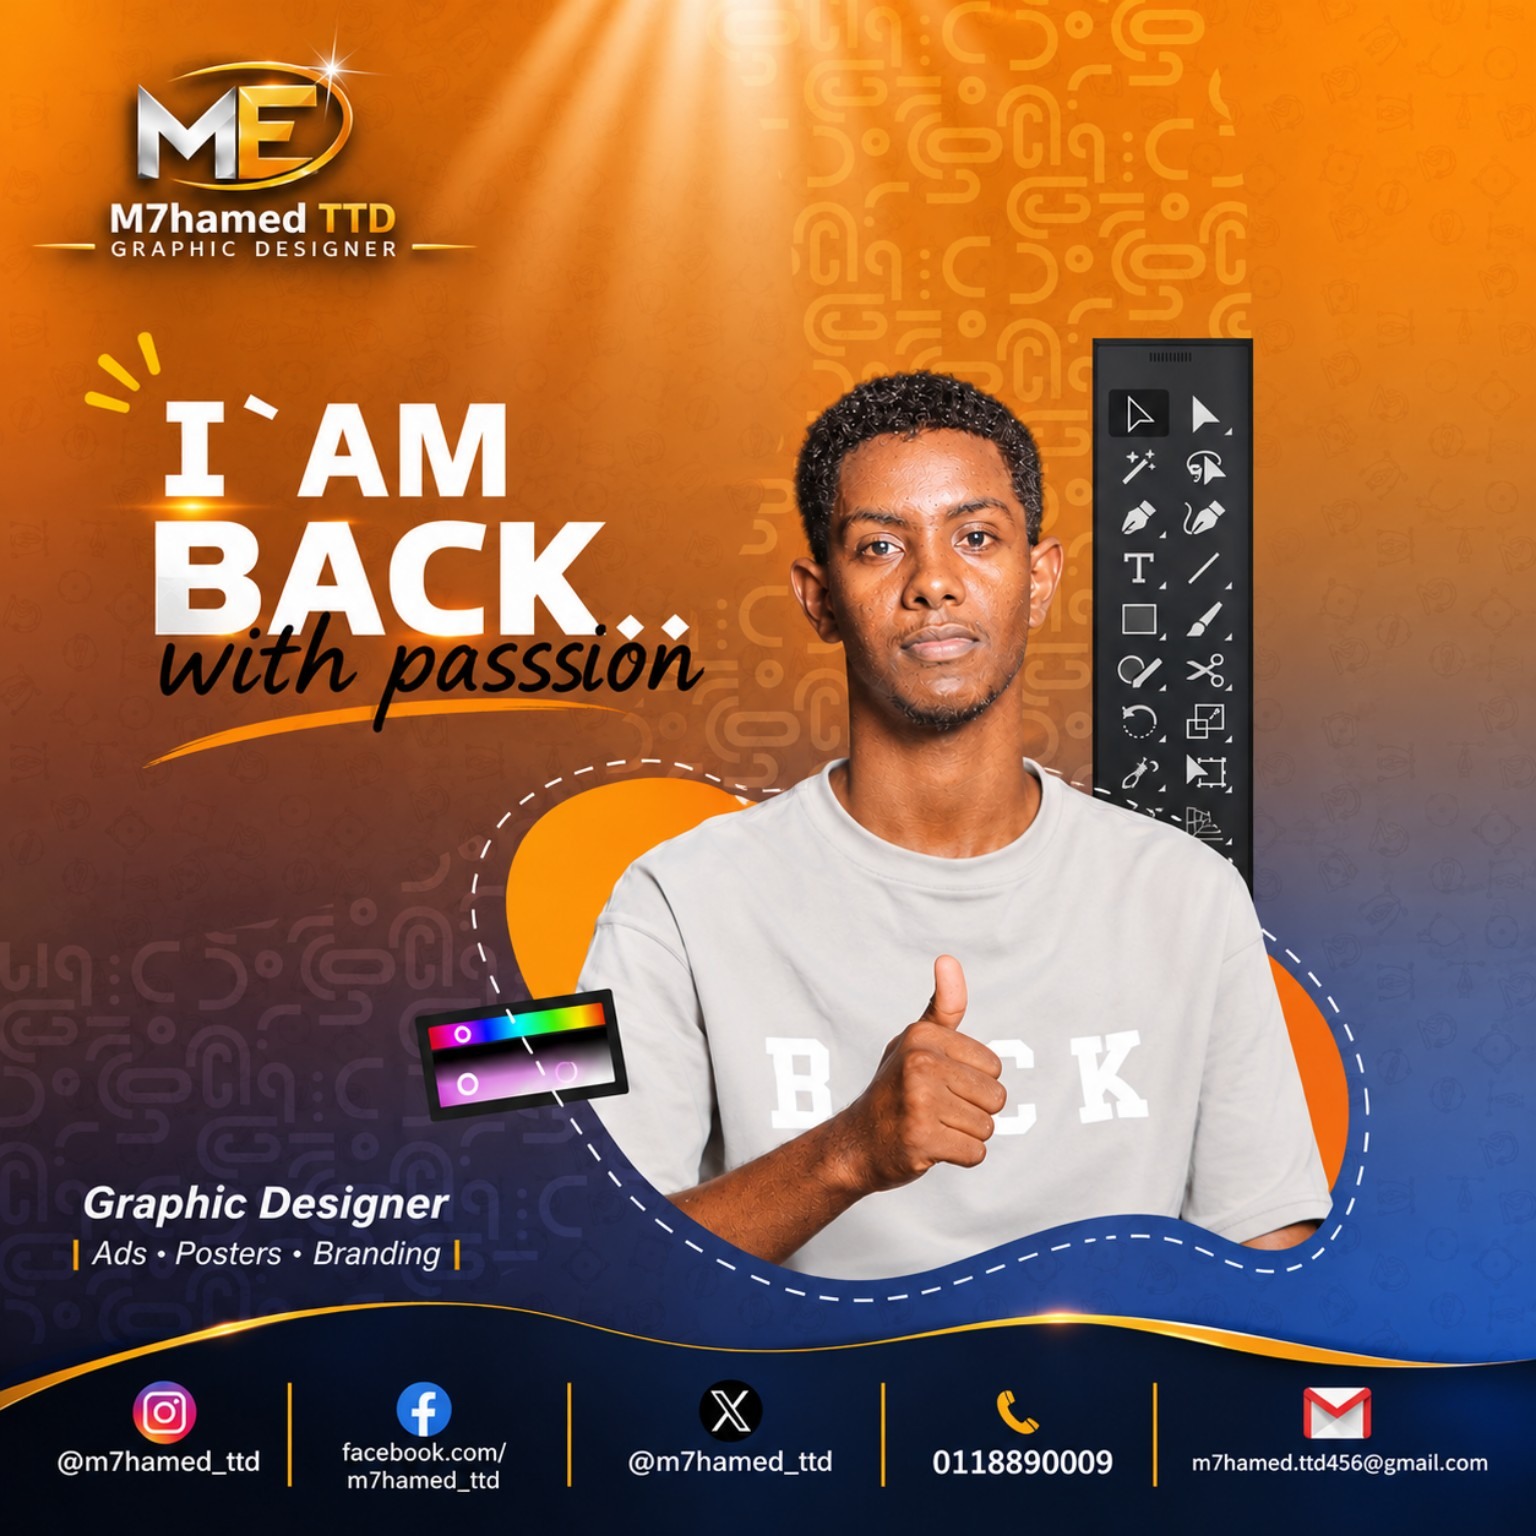 ME
M7hamed TTD
GRAPHIC DESIGNER
I`AM
BACK..
with passsion
T
B CK
Graphic Designer
| Ads • Posters • Branding |
@m7hamed_ttd
facebook.com/
m7hamed_ttd
@m7hamed_ttd
0118890009
m7hamed.ttd456@gmail.com